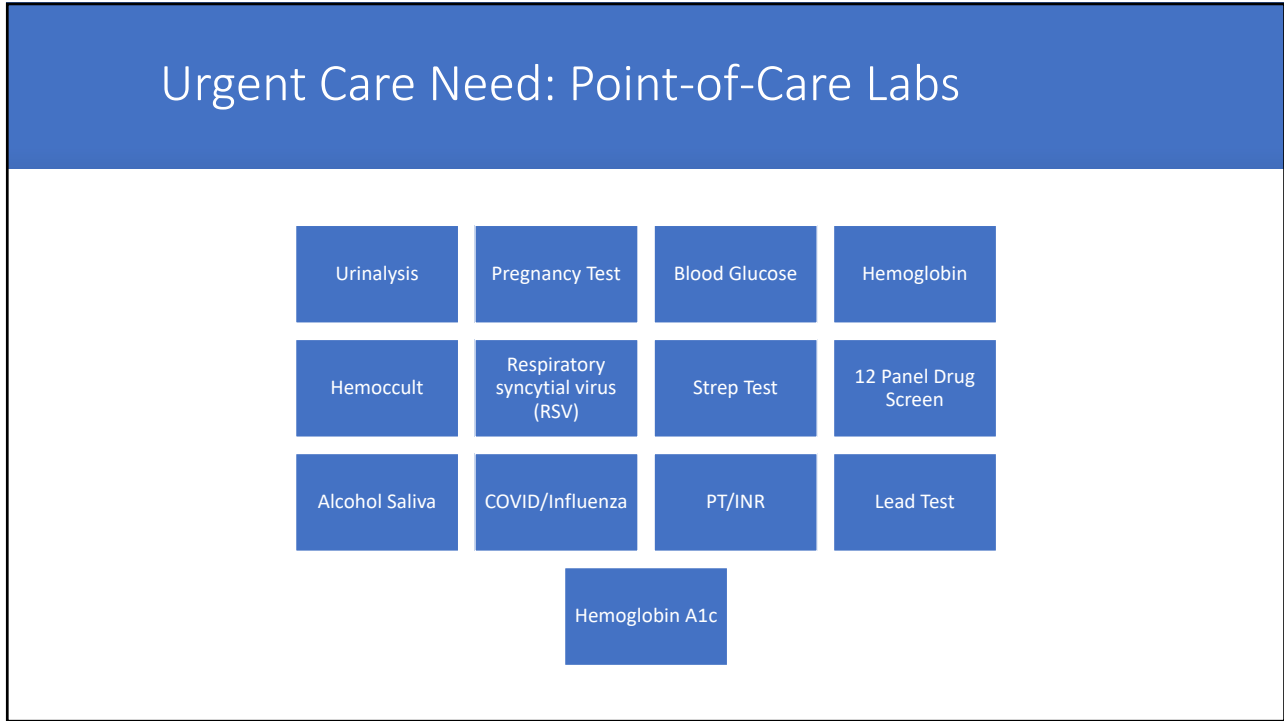 Urgent Care Need: Point-of-Care Labs
Urinalysis
Pregnancy Test
Blood Glucose
Hemoglobin
Hemoccult
Respiratory
syncytial virus
(RSV)
Strep Test
12 Panel Drug
Screen
Alcohol Saliva
COVID/Influenza
PT/INR
Lead Test
Hemoglobin A1c